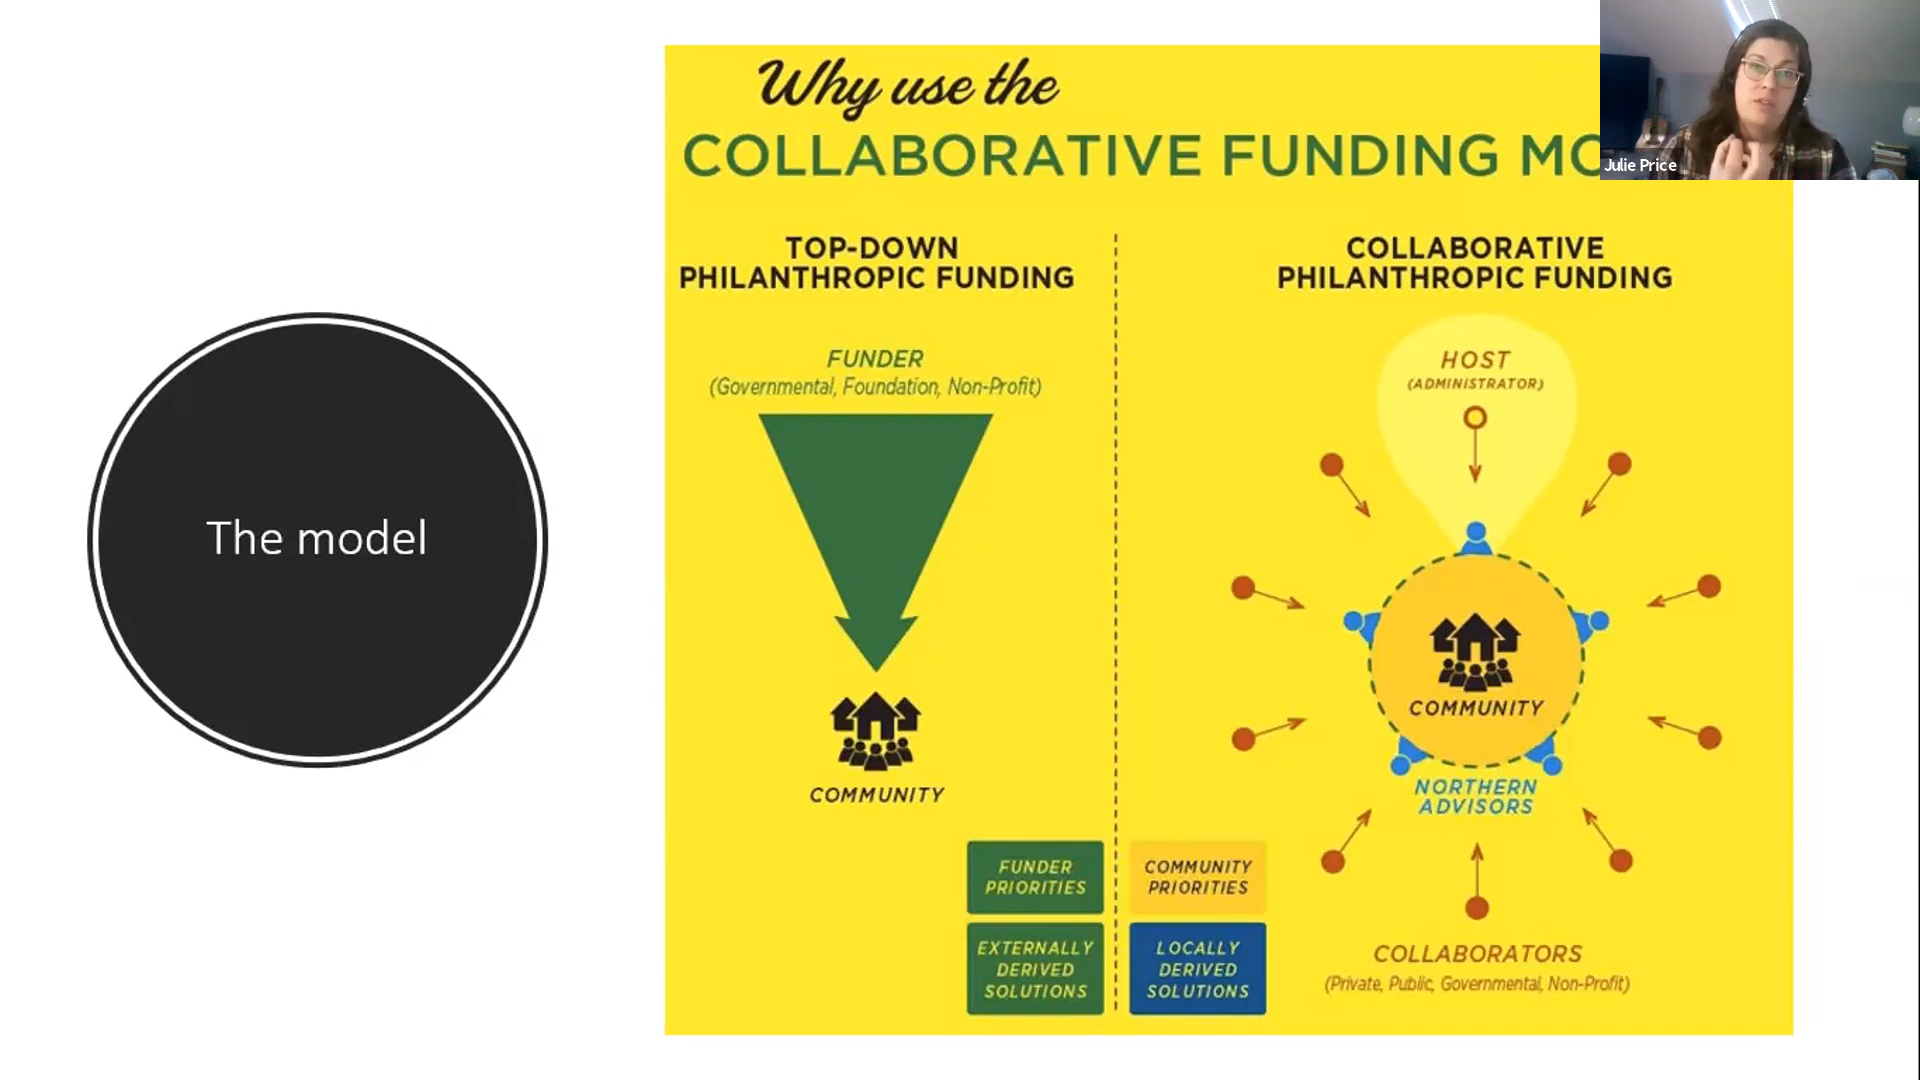 The model
Why use the
COLLABORATIVE FUNDING MO
TOP-DOWN
PHILANTHROPIC FUNDING
FUNDER
(Governmental, Foundation, Non-Profit)
COMMUNITY
FUNDER
PRIORITIES
EXTERNALLY
DERIVED
SOLUTIONS
COLLABORATIVE
PHILANTHROPIC FUNDING
HOST
(ADMINISTRATOR)
COMMUNITY
NORTHERN
ADVISORS
COMMUNITY
PRIORITIES
LOCALLY
DERIVED
SOLUTIONS
COLLABORATORS
(Private, Public, Governmental, Non-Profit)
Julie Price